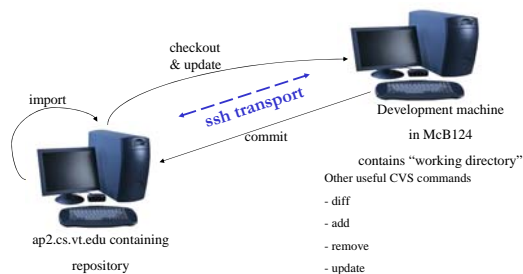 checkout
& update
import
ssh transport
commit
Development machine
in McB124
contains “working directory”
Other useful CVS commands
- diff
- add
- remove
- update
ap2.cs.vt.edu containing
repository